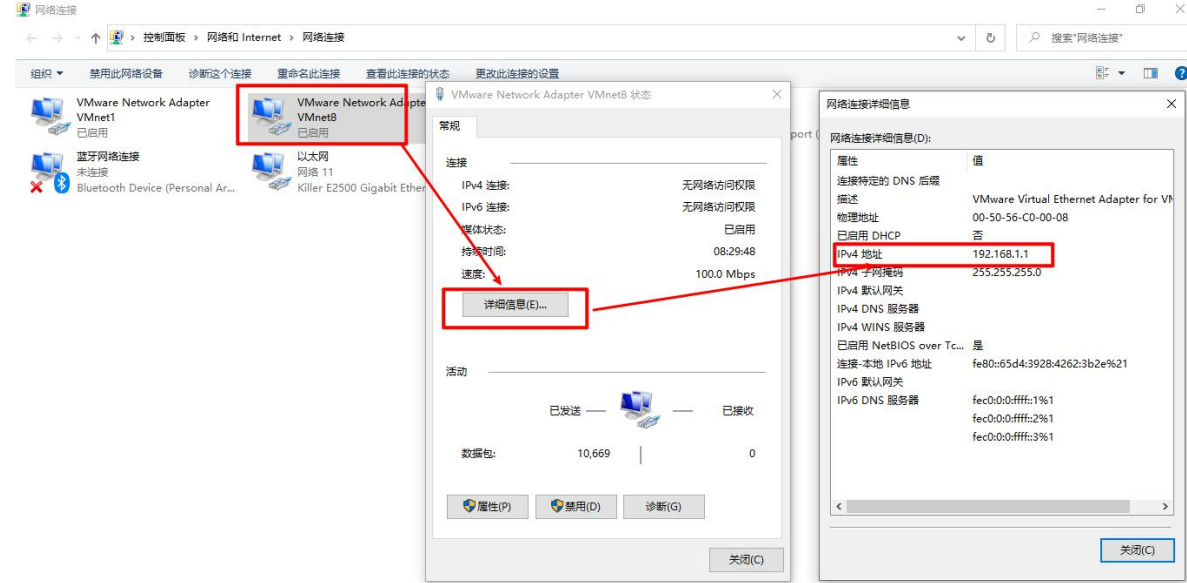 网络连接
控制面板 › 网络和 Internet › 网络连接
搜索"网络连接"
组织 禁用此网络设备 诊断这个连接 重命名此连接 查看此连接的状态 更改此连接的设置
VMware Network Adapter
VMnet1
已启用
VMware Network Adapte
VMnet8
已启用
蓝牙网络连接
未连接
Bluetooth Device (Personal Ar...
以太网
网络 11
Killer E2500 Gigabit Ether
port (
VMware Network Adapter VMnet8 状态
常规
连接
IPv4 连接: 无网络访问权限
IPv6 连接: 无网络访问权限
媒体状态: 已启用
持续时间: 08:29:48
速度: 100.0 Mbps
详细信息(E)...
活动
已发送 — — 已接收
数据包: 10,669 0
属性(P) 禁用(D) 诊断(G)
关闭(C)
网络连接详细信息
网络连接详细信息(D):
属性 值
连接特定的 DNS 后缀
描述 VMware Virtual Ethernet Adapter for VM
物理地址 00-50-56-C0-00-08
已启用 DHCP 否
IPv4 地址 192.168.1.1
IPv4 子网掩码 255.255.255.0
IPv4 默认网关
IPv4 DNS 服务器
IPv4 WINS 服务器
已启用 NetBIOS over Tc... 是
连接-本地 IPv6 地址 fe80::65d4:3928:4262:3b2e%21
IPv6 默认网关
IPv6 DNS 服务器 fec0:0:0:ffff::1%1
fec0:0:0:ffff::2%1
fec0:0:0:ffff::3%1
关闭(C)